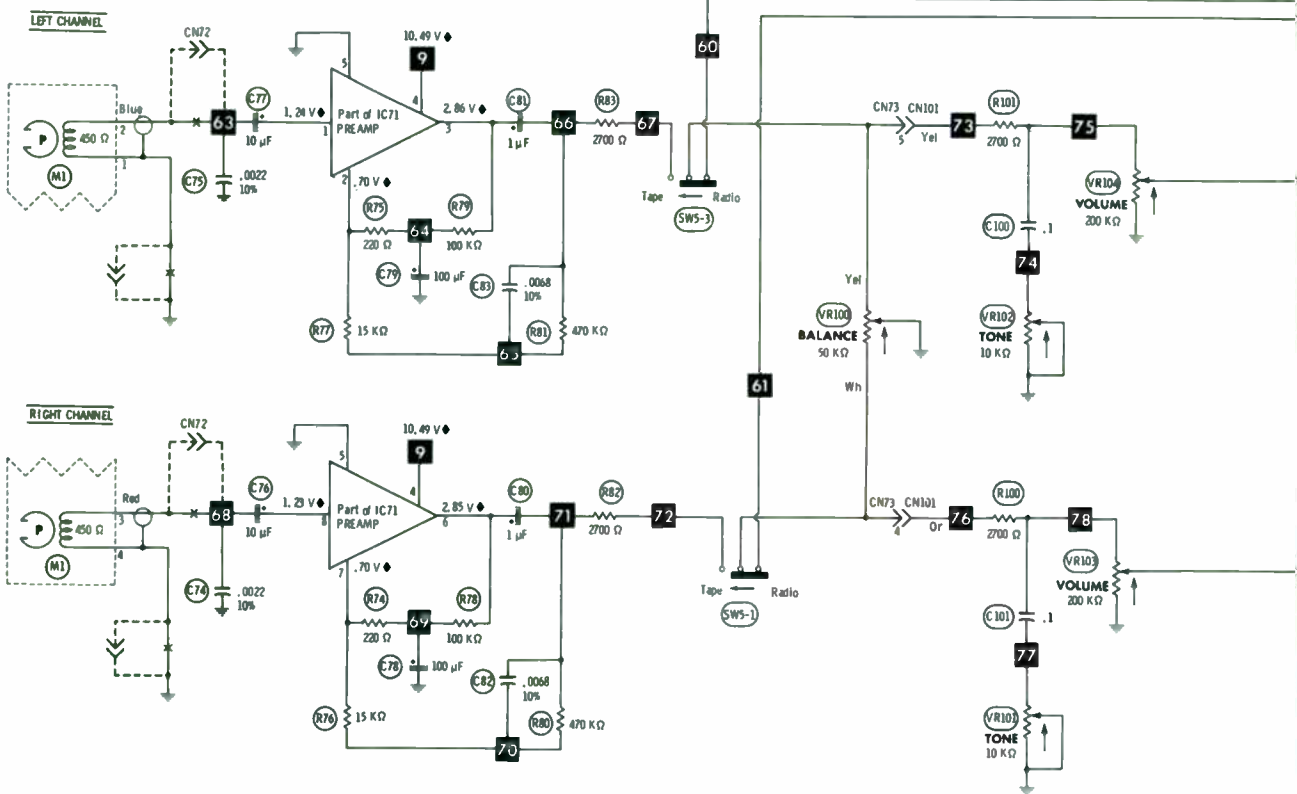 LEFT CHANNEL
CN72
Blue
2
450 Ω
P
1
M1
63
C77
10 µF
C75
.0022
10%
1.24 V◆
1
5
Part of IC71
PREAMP
10.49 V◆
9
4
2.86 V◆
3
2
.70 V◆
R75
220 Ω
64
R79
100 KΩ
C79
100 µF
R77
15 KΩ
C81
1 µF
66
R83
2700 Ω
67
C83
.0068
10%
R81
470 KΩ
65
60
Tape
Radio
SW5-3
CN73
CN101
5
Yel
73
R101
2700 Ω
75
VR104
VOLUME
200 KΩ
C100
.1
74
VR102
TONE
10 KΩ
Yel
VR100
BALANCE
50 KΩ
Wh
61
RIGHT CHANNEL
CN72
Red
3
450 Ω
P
4
M1
68
C76
10 µF
C74
.0022
10%
1.23 V◆
8
5
Part of IC71
PREAMP
10.49 V◆
9
4
2.85 V◆
6
7
.70 V◆
R74
220 Ω
69
R78
100 KΩ
C78
100 µF
R76
15 KΩ
C80
1 µF
71
R82
2700 Ω
72
C82
.0068
10%
R80
470 KΩ
70
Tape
Radio
SW5-1
CN73
CN101
4
Or
76
R100
2700 Ω
78
VR103
VOLUME
200 KΩ
C101
.1
77
VR101
TONE
10 KΩ